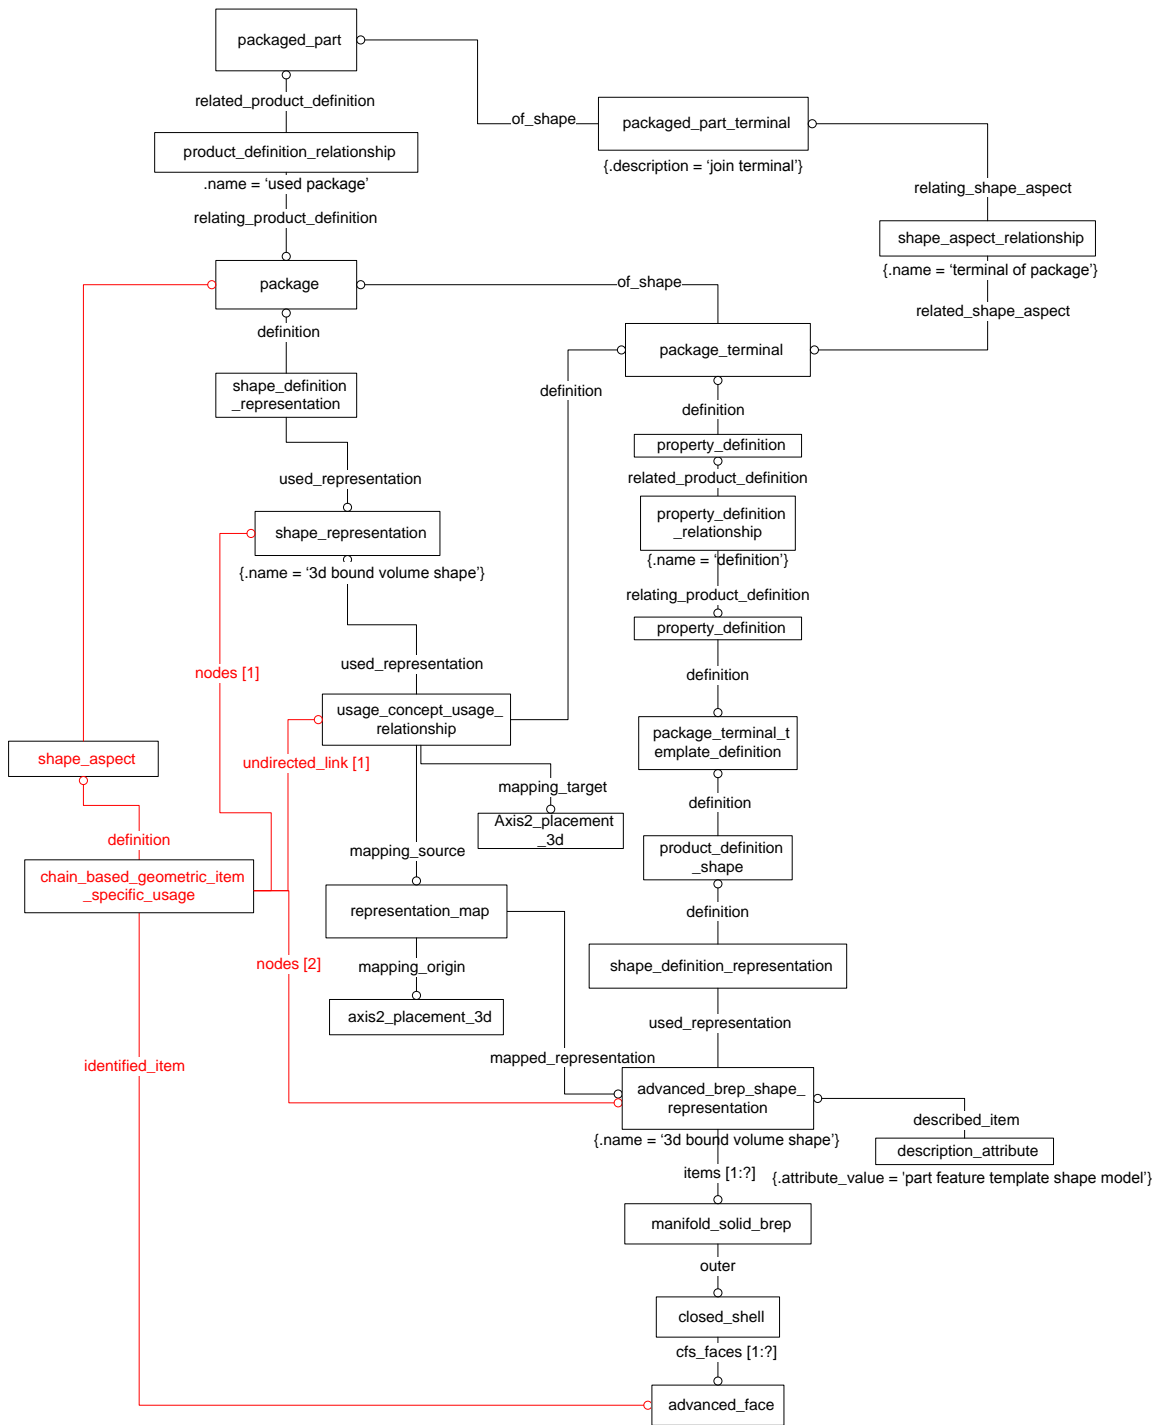 packaged_part
related_product_definition
of_shape
packaged_part_terminal
product_definition_relationship
{.description = ‘join terminal’}
.name = ‘used package’
relating_shape_aspect
relating_product_definition
shape_aspect_relationship
{.name = ‘terminal of package’}
package
of_shape
related_shape_aspect
definition
package_terminal
shape_definition
_representation
definition
definition
property_definition
used_representation
related_product_definition
shape_representation
property_definition
_relationship
{.name = ‘3d bound volume shape’}
{.name = ‘definition’}
relating_product_definition
property_definition
nodes [1]
used_representation
definition
usage_concept_usage_
relationship
package_terminal_t
emplate_definition
shape_aspect
undirected_link [1]
mapping_target
definition
Axis2_placement
_3d
definition
mapping_source
product_definition
_shape
chain_based_geometric_item
_specific_usage
representation_map
definition
nodes [2]
mapping_origin
shape_definition_representation
axis2_placement_3d
used_representation
identified_item
mapped_representation
advanced_brep_shape_
representation
described_item
{.name = ‘3d bound volume shape’}
description_attribute
items [1:?]
{.attribute_value = ‘part feature template shape model’}
manifold_solid_brep
outer
closed_shell
cfs_faces [1:?]
advanced_face